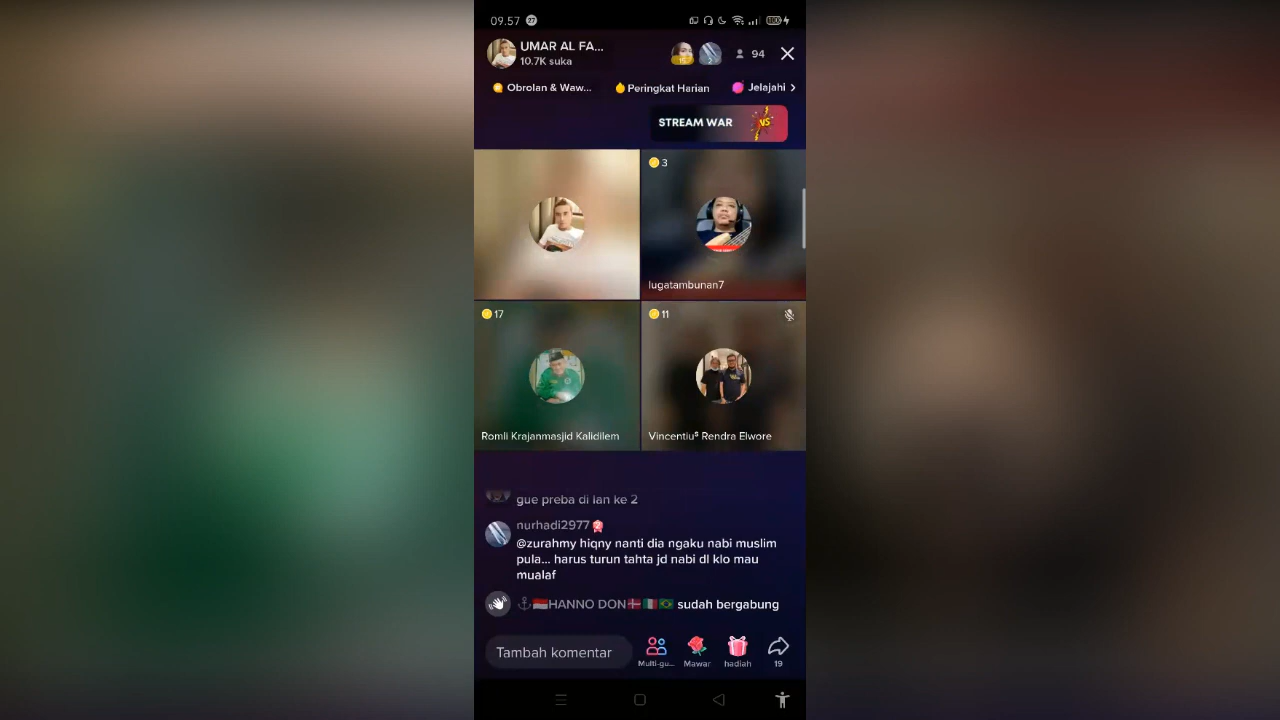 09.57 27
UMAR AL FA...
10.7K suka
94
Obrolan & Waw...
Peringkat Harian
Jelajahi
STREAM WAR VS
3
lugatambunan7
17
11
Romli Krajanmasjid Kalidilem
Vincentiuˢ Rendra Elwore
gue preba di ian ke 2
nurhadi2977
@zurahmy hiqny nanti dia ngaku nabi muslim
pula... harus turun tahta jd nabi dl klo mau
mualaf
HANNO DON sudah bergabung
Tambah komentar
Multi-gu...
Mawar
hadiah
19